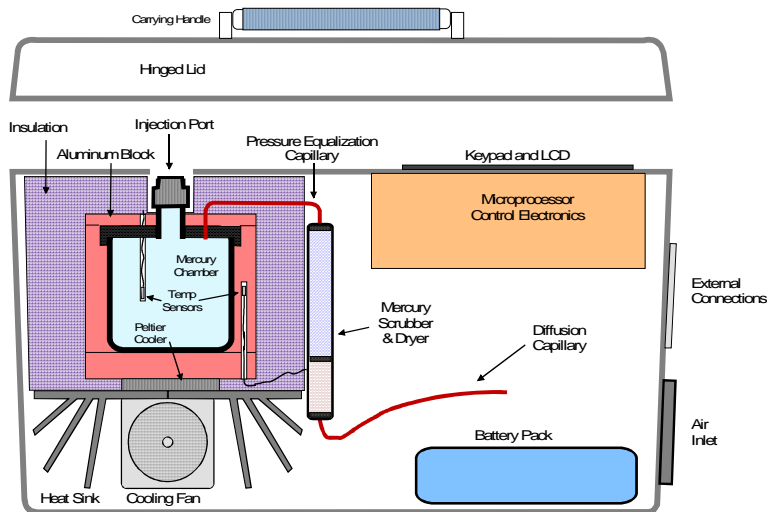 Carrying Handle
Hinged Lid
Insulation
Injection Port
Aluminum Block
Pressure Equalization
Capillary
Keypad and LCD
Microprocessor
Control Electronics
Mercury
Chamber
Temp
Sensors
Peltier
Cooler
Mercury
Scrubber
& Dryer
Diffusion
Capillary
External
Connections
Battery Pack
Air
Inlet
Heat Sink
Cooling Fan